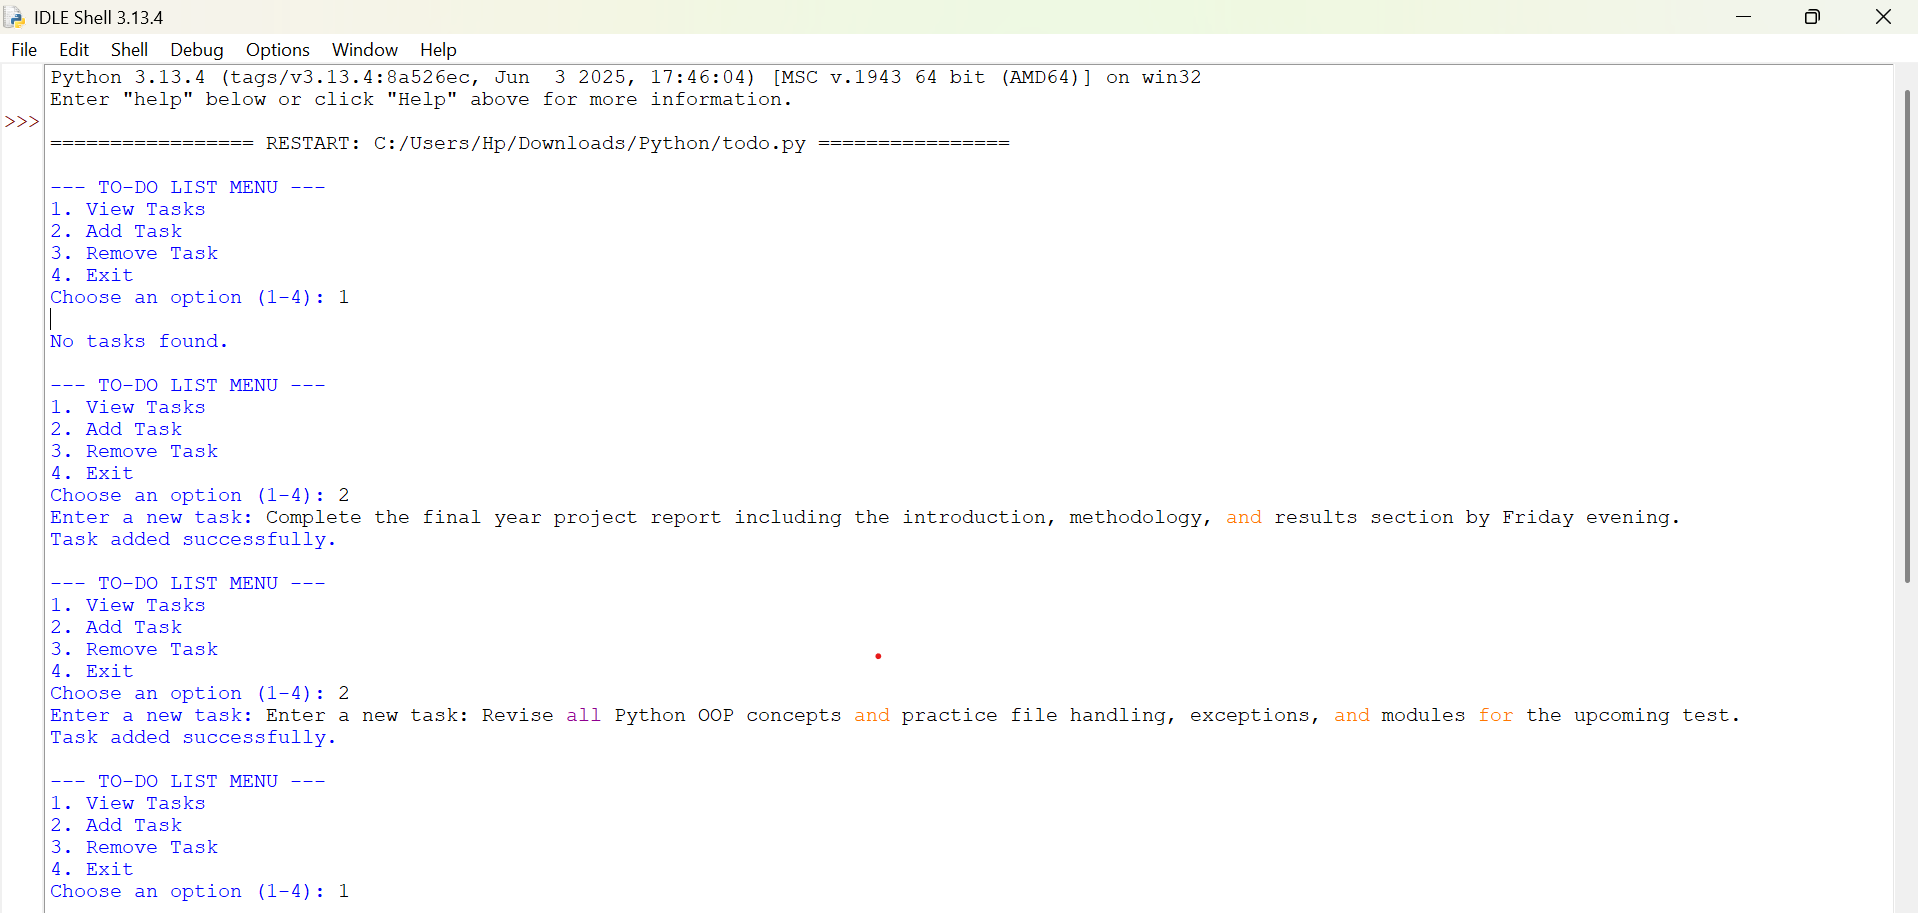 IDLE Shell 3.13.4
File Edit Shell Debug Options Window Help
Python 3.13.4 (tags/v3.13.4:8a526ec, Jun  3 2025, 17:46:04) [MSC v.1943 64 bit (AMD64)] on win32
Enter "help" below or click "Help" above for more information.
>>>
================= RESTART: C:/Users/Hp/Downloads/Python/todo.py ================
--- TO-DO LIST MENU ---
1. View Tasks
2. Add Task
3. Remove Task
4. Exit
Choose an option (1-4): 1
No tasks found.
--- TO-DO LIST MENU ---
1. View Tasks
2. Add Task
3. Remove Task
4. Exit
Choose an option (1-4): 2
Enter a new task: Complete the final year project report including the introduction, methodology, and results section by Friday evening.
Task added successfully.
--- TO-DO LIST MENU ---
1. View Tasks
2. Add Task
3. Remove Task
4. Exit
Choose an option (1-4): 2
Enter a new task: Enter a new task: Revise all Python OOP concepts and practice file handling, exceptions, and modules for the upcoming test.
Task added successfully.
--- TO-DO LIST MENU ---
1. View Tasks
2. Add Task
3. Remove Task
4. Exit
Choose an option (1-4): 1